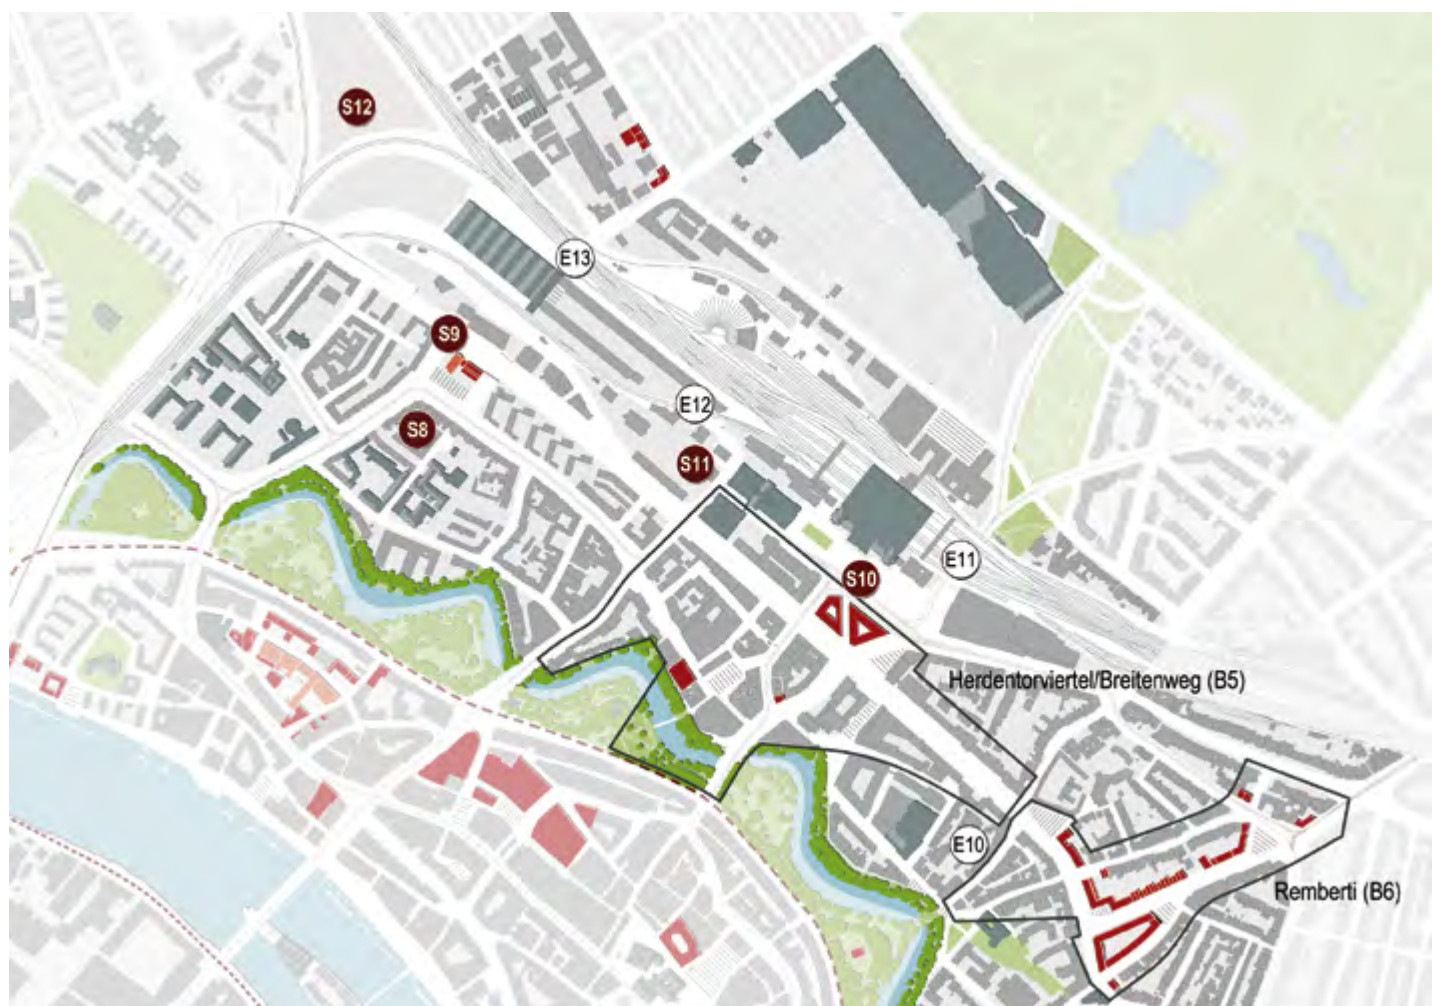 S12
E13
S9
E12
S8
S11
E11
S10
Herdentorviertel/Breitenweg (B5)
E10
Remberti (B6)